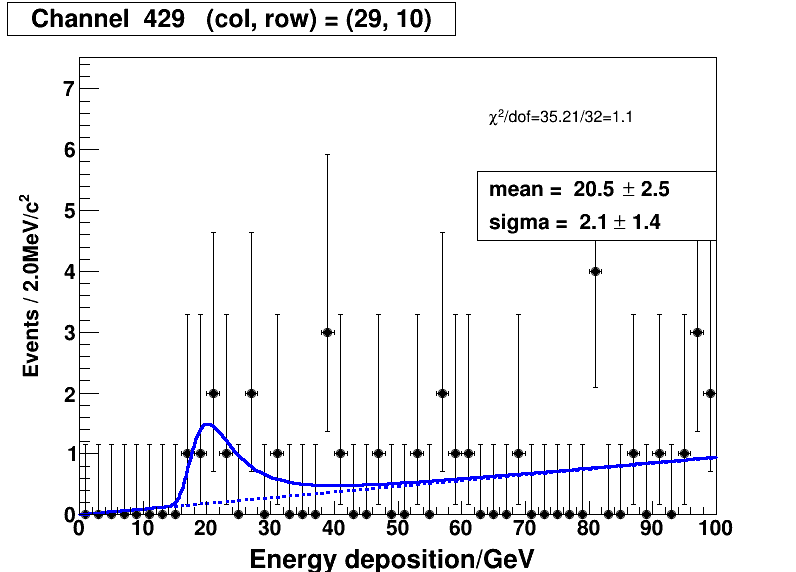 Channel  429   (col, row) = (29, 10)
χ²/dof=35.21/32=1.1
mean =  20.5 ± 2.5
sigma =  2.1 ± 1.4
Events / 2.0MeV/c²
7
6
5
4
3
2
1
0
0 10 20 30 40 50 60 70 80 90 100
Energy deposition/GeV